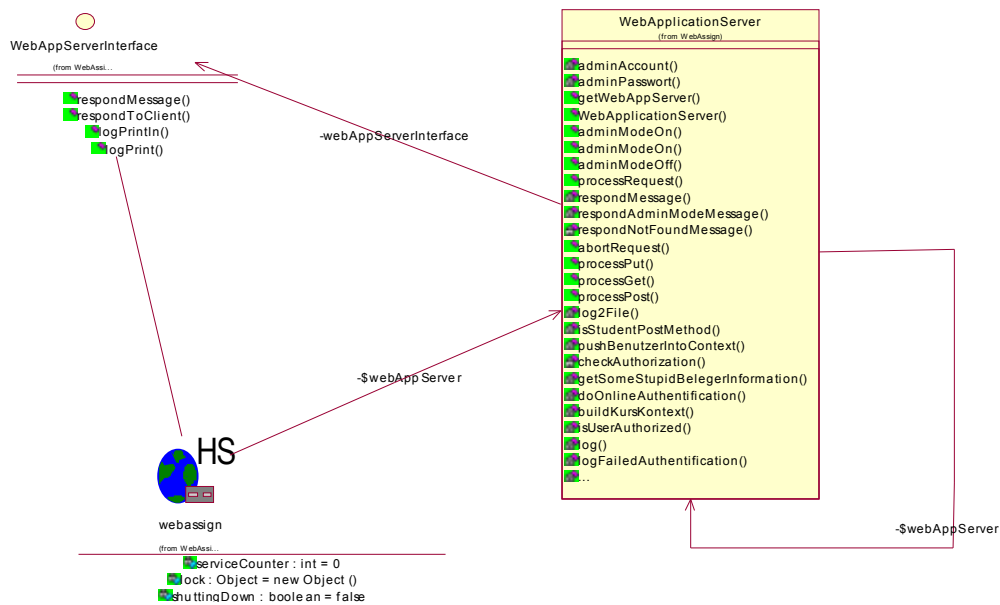 WebAppServerInterface
(from WebAssi...
respondMessage()
respondToClient()
logPrintln()
logPrint()
-webAppServerInterface
WebApplicationServer
(from WebAssign)
adminAccount()
adminPasswort()
getWebAppServer()
WebApplicationServer()
adminModeOn()
adminModeOn()
adminModeOff()
processRequest()
respondMessage()
respondAdminModeMessage()
respondNotFoundMessage()
abortRequest()
processPut()
processGet()
processPost()
log2File()
isStudentPostMethod()
pushBenutzerIntoContext()
checkAuthorization()
getSomeStupidBelegerInformation()
doOnlineAuthentification()
buildKursKontext()
isUserAuthorized()
log()
logFailedAuthentification()
...
-$webAppServer
-$webAppServer
HS
webassign
(from WebAssi...
serviceCounter : int = 0
lock : Object = new Object ()
shuttingDown : boolean = false